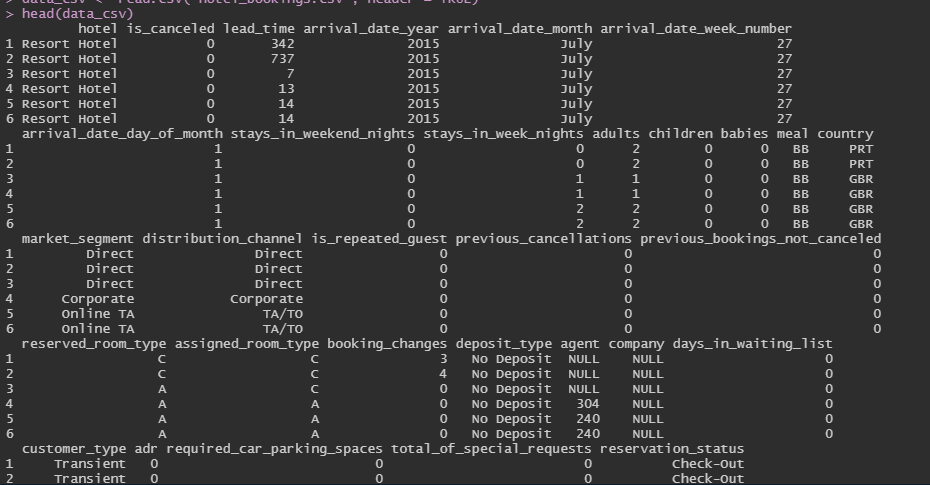 > data_csv <- read.csv("hotel_bookings.csv", header = TRUE)
> head(data_csv)
hotel is_canceled lead_time arrival_date_year arrival_date_month arrival_date_week_number
1 Resort Hotel 0 342 2015 July 27
2 Resort Hotel 0 737 2015 July 27
3 Resort Hotel 0 7 2015 July 27
4 Resort Hotel 0 13 2015 July 27
5 Resort Hotel 0 14 2015 July 27
6 Resort Hotel 0 14 2015 July 27
arrival_date_day_of_month stays_in_weekend_nights stays_in_week_nights adults children babies meal country
1 1 0 0 2 0 0 BB PRT
2 1 0 0 2 0 0 BB PRT
3 1 0 1 1 0 0 BB GBR
4 1 0 1 1 0 0 BB GBR
5 1 0 2 2 0 0 BB GBR
6 1 0 2 2 0 0 BB GBR
market_segment distribution_channel is_repeated_guest previous_cancellations previous_bookings_not_canceled
1 Direct Direct 0 0 0
2 Direct Direct 0 0 0
3 Direct Direct 0 0 0
4 Corporate Corporate 0 0 0
5 Online TA TA/TO 0 0 0
6 Online TA TA/TO 0 0 0
reserved_room_type assigned_room_type booking_changes deposit_type agent company days_in_waiting_list
1 C C 3 No Deposit NULL NULL 0
2 C C 4 No Deposit NULL NULL 0
3 A C 0 No Deposit NULL NULL 0
4 A A 0 No Deposit 304 NULL 0
5 A A 0 No Deposit 240 NULL 0
6 A A 0 No Deposit 240 NULL 0
customer_type adr required_car_parking_spaces total_of_special_requests reservation_status
1 Transient 0 0 0 Check-Out
2 Transient 0 0 0 Check-Out